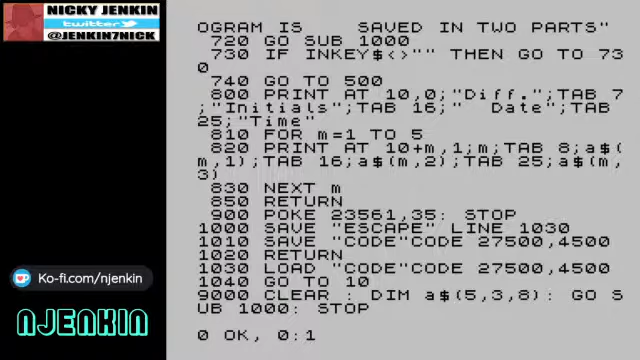 NICKY JENKIN
twitter
@JENKIN7NICK
Ko-fi.com/njenkin
NJENKIN
OGRAM IS    SAVED IN TWO PARTS"
720 GO SUB 1000
730 IF INKEY$<>"" THEN GO TO 73
0
740 GO TO 500
800 PRINT AT 10,0;"Diff.";TAB 7
;"Initials";TAB 16;" Date";TAB
25;"Time"
810 FOR m=1 TO 5
820 PRINT AT 10+m,1;m;TAB 8;a$(
m,1);TAB 16;a$(m,2);TAB 25;a$(m,
3)
830 NEXT m
850 RETURN
900 POKE 23561,35: STOP
1000 SAVE "ESCAPE" LINE 1030
1010 SAVE "CODE"CODE 27500,4500
1020 RETURN
1030 LOAD "CODE"CODE 27500,4500
1040 GO TO 10
9000 CLEAR : DIM a$(5,3,8): GO S
UB 1000: STOP
0 OK, 0:1